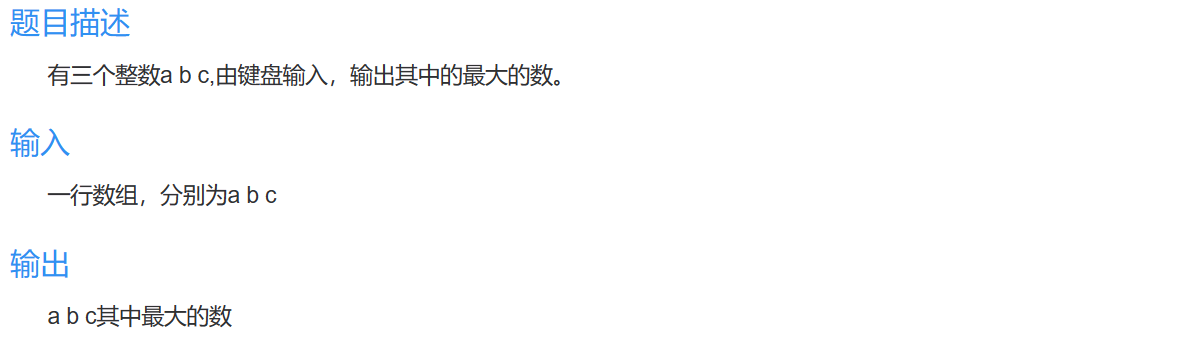 题目描述
有三个整数a b c,由键盘输入，输出其中的最大的数。
输入
一行数组，分别为a b c
输出
a b c其中最大的数